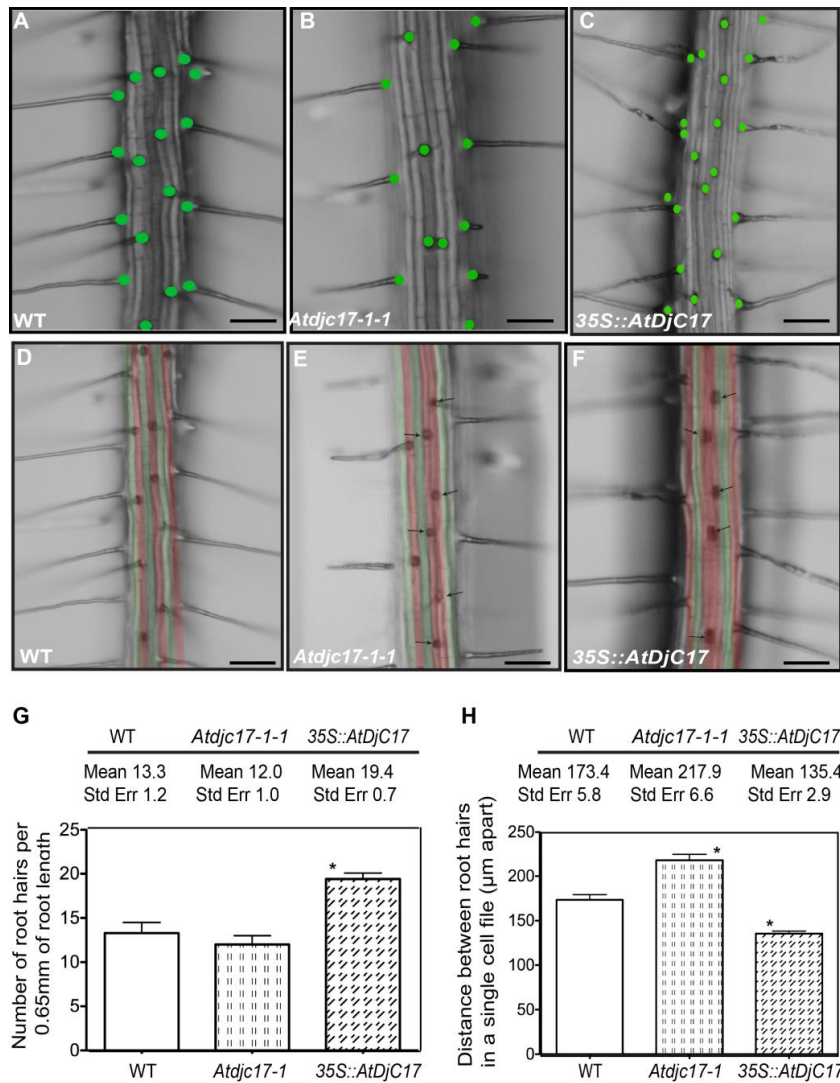 A
B
C
WT
Atdjc17-1-1
35S::AtDjC17
D
E
F
WT
Atdjc17-1-1
35S::AtDjC17
G
WT Atdjc17-1-1 35S::AtDjC17
Mean 13.3 Mean 12.0 Mean 19.4
Std Err 1.2 Std Err 1.0 Std Err 0.7
Number of root hairs per
0.65mm of root length
25
20
15
10
5
0
*
WT Atdjc17-1 35S::AtDjC17
H
WT Atdjc17-1-1 35S::AtDjC17
Mean 173.4 Mean 217.9 Mean 135.4
Std Err 5.8 Std Err 6.6 Std Err 2.9
Distance between root hairs
in a single cell file (µm apart)
250
200
150
100
50
0
*
*
WT Atdjc17-1 35S::AtDjC17